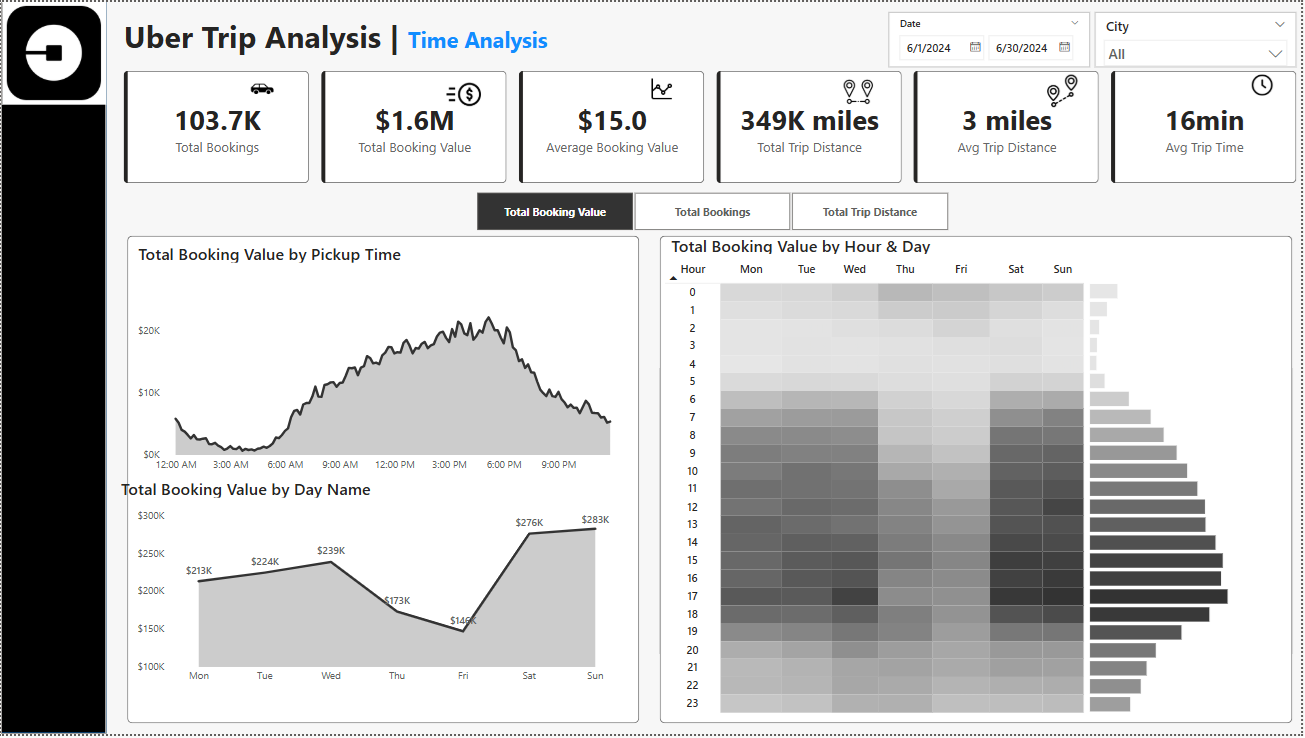 Uber Trip Analysis | Time Analysis
Date
6/1/2024 6/30/2024
City
All
103.7K
Total Bookings
$1.6M
Total Booking Value
$15.0
Average Booking Value
349K miles
Total Trip Distance
3 miles
Avg Trip Distance
16min
Avg Trip Time
Total Booking Value
Total Bookings
Total Trip Distance
Total Booking Value by Pickup Time
$20K
$10K
$0K
12:00 AM 3:00 AM 6:00 AM 9:00 AM 12:00 PM 3:00 PM 6:00 PM 9:00 PM
Total Booking Value by Day Name
$300K
$250K
$200K
$150K
$100K
$213K $224K $239K $173K $146K $276K $283K
Mon Tue Wed Thu Fri Sat Sun
Total Booking Value by Hour & Day
Hour Mon Tue Wed Thu Fri Sat Sun
0
1
2
3
4
5
6
7
8
9
10
11
12
13
14
15
16
17
18
19
20
21
22
23